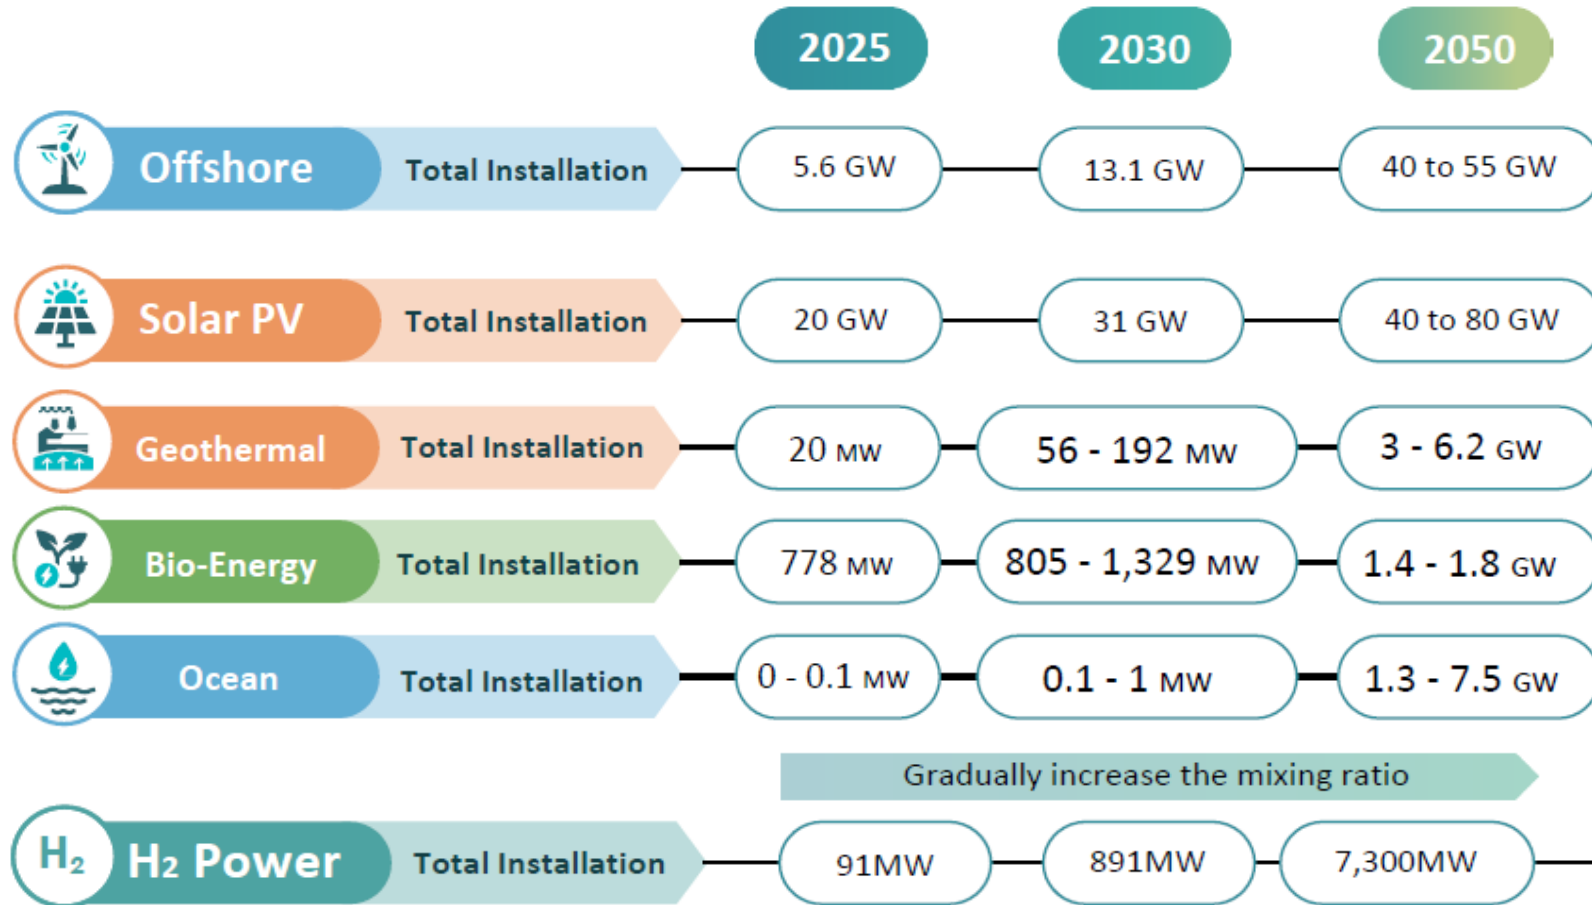 2025 2030 2050
Offshore Total Installation 5.6 GW 13.1 GW 40 to 55 GW
Solar PV Total Installation 20 GW 31 GW 40 to 80 GW
Geothermal Total Installation 20 MW 56 - 192 MW 3 - 6.2 GW
Bio-Energy Total Installation 778 MW 805 - 1,329 MW 1.4 - 1.8 GW
Ocean Total Installation 0 - 0.1 MW 0.1 - 1 MW 1.3 - 7.5 GW
Gradually increase the mixing ratio
H₂ H₂ Power Total Installation 91MW 891MW 7,300MW